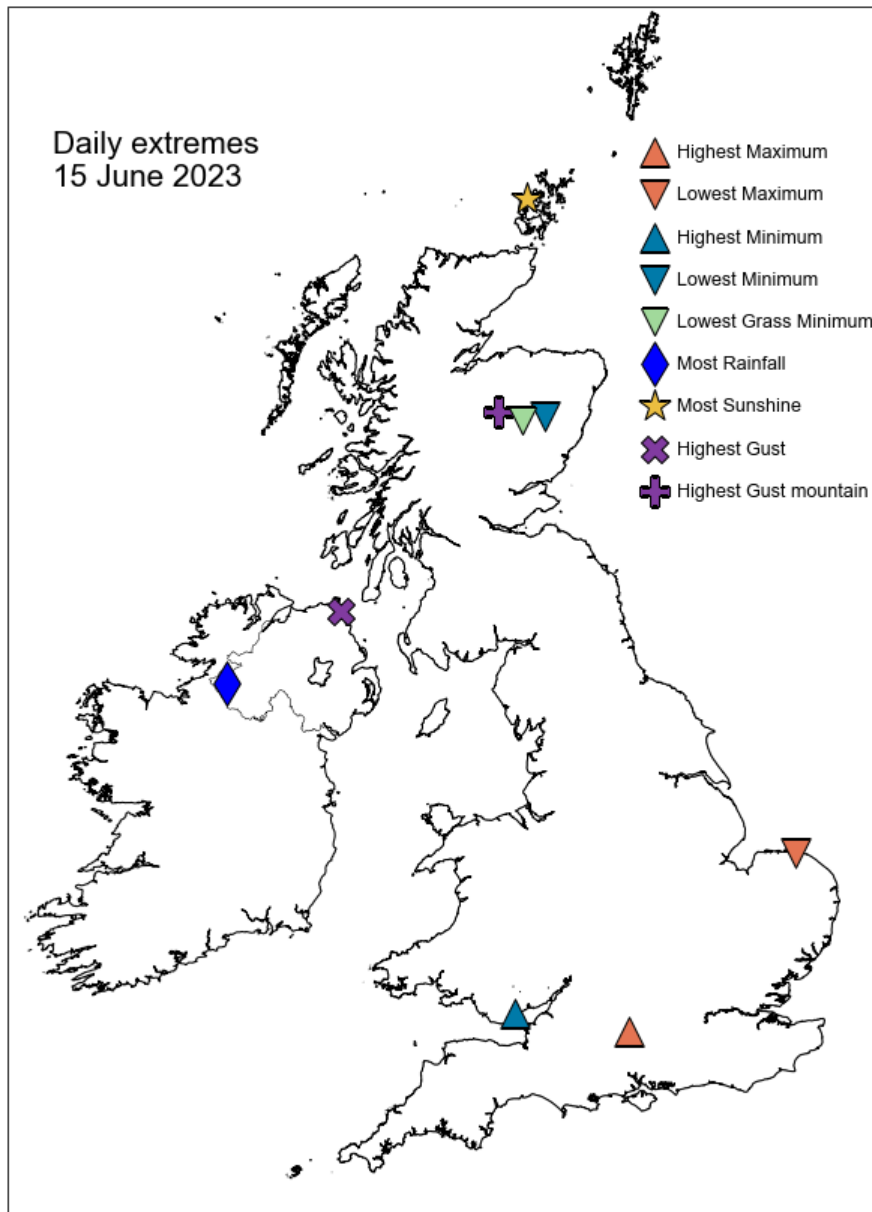 Daily extremes
15 June 2023
Highest Maximum
Lowest Maximum
Highest Minimum
Lowest Minimum
Lowest Grass Minimum
Most Rainfall
Most Sunshine
Highest Gust
Highest Gust mountain